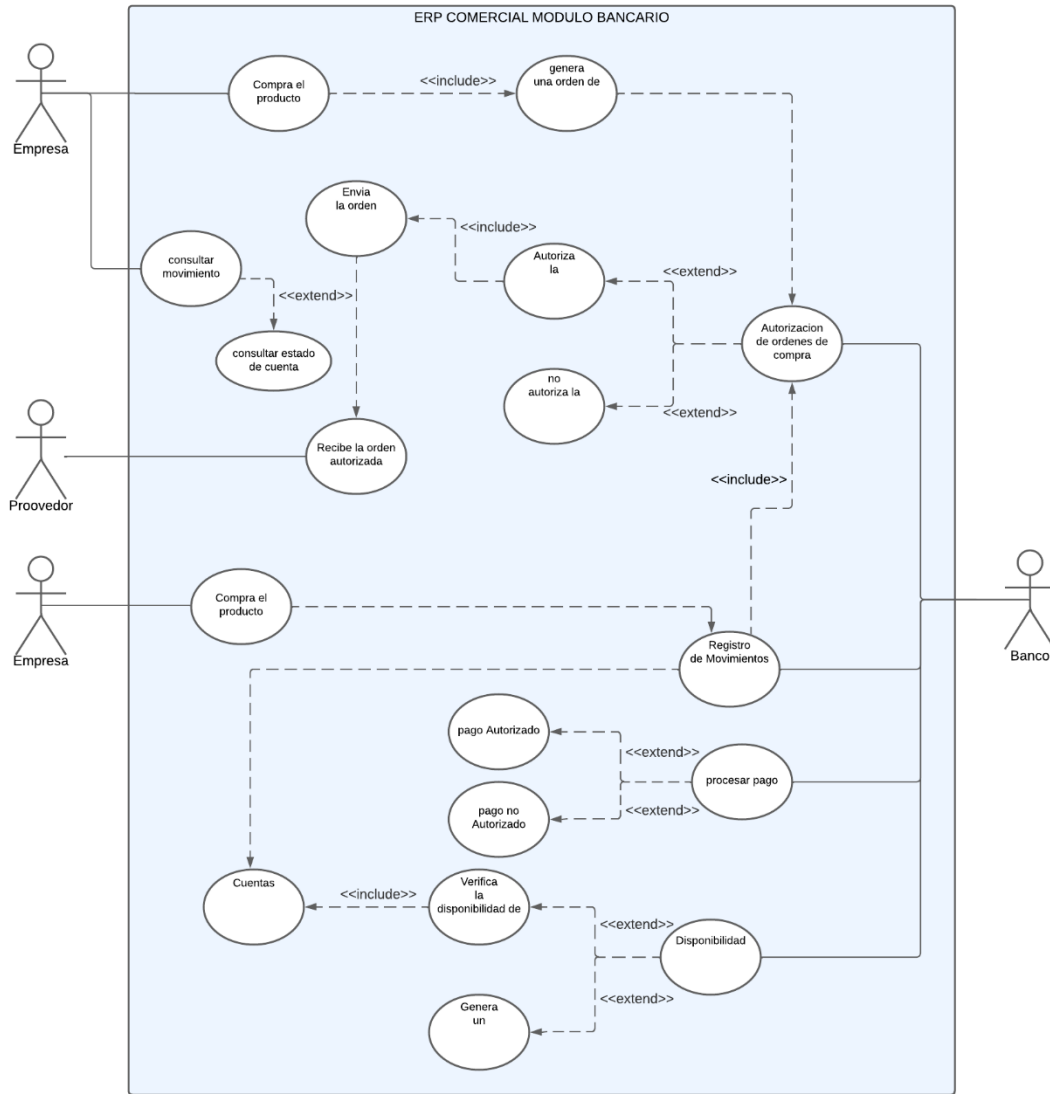 ERP COMERCIAL MODULO BANCARIO
Empresa
Compra el
producto
<<include>>
genera
una orden de
Envia
la orden
<<include>>
Autoriza
la
<<extend>>
consultar
movimiento
<<extend>>
consultar estado
de cuenta
Autorizacion
de ordenes de
compra
no
autoriza la
<<extend>>
Proovedor
Recibe la orden
autorizada
<<include>>
Empresa
Compra el
producto
Registro
de Movimientos
Banco
pago Autorizado
<<extend>>
procesar pago
pago no
Autorizado
<<extend>>
Cuentas
<<include>>
Verifica
la
disponibilidad de
<<extend>>
Disponibilidad
<<extend>>
Genera
un